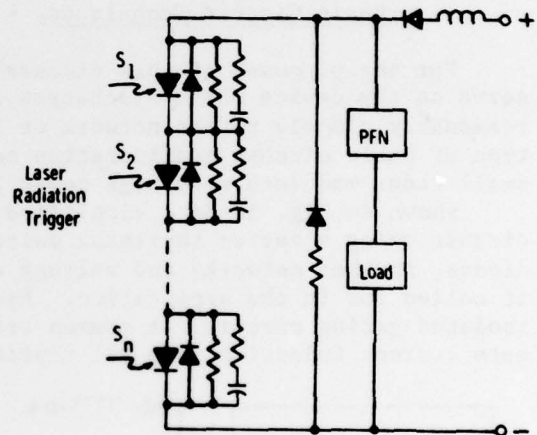 S1
S2
Laser
Radiation
Trigger
Sn
PFN
Load
+
−